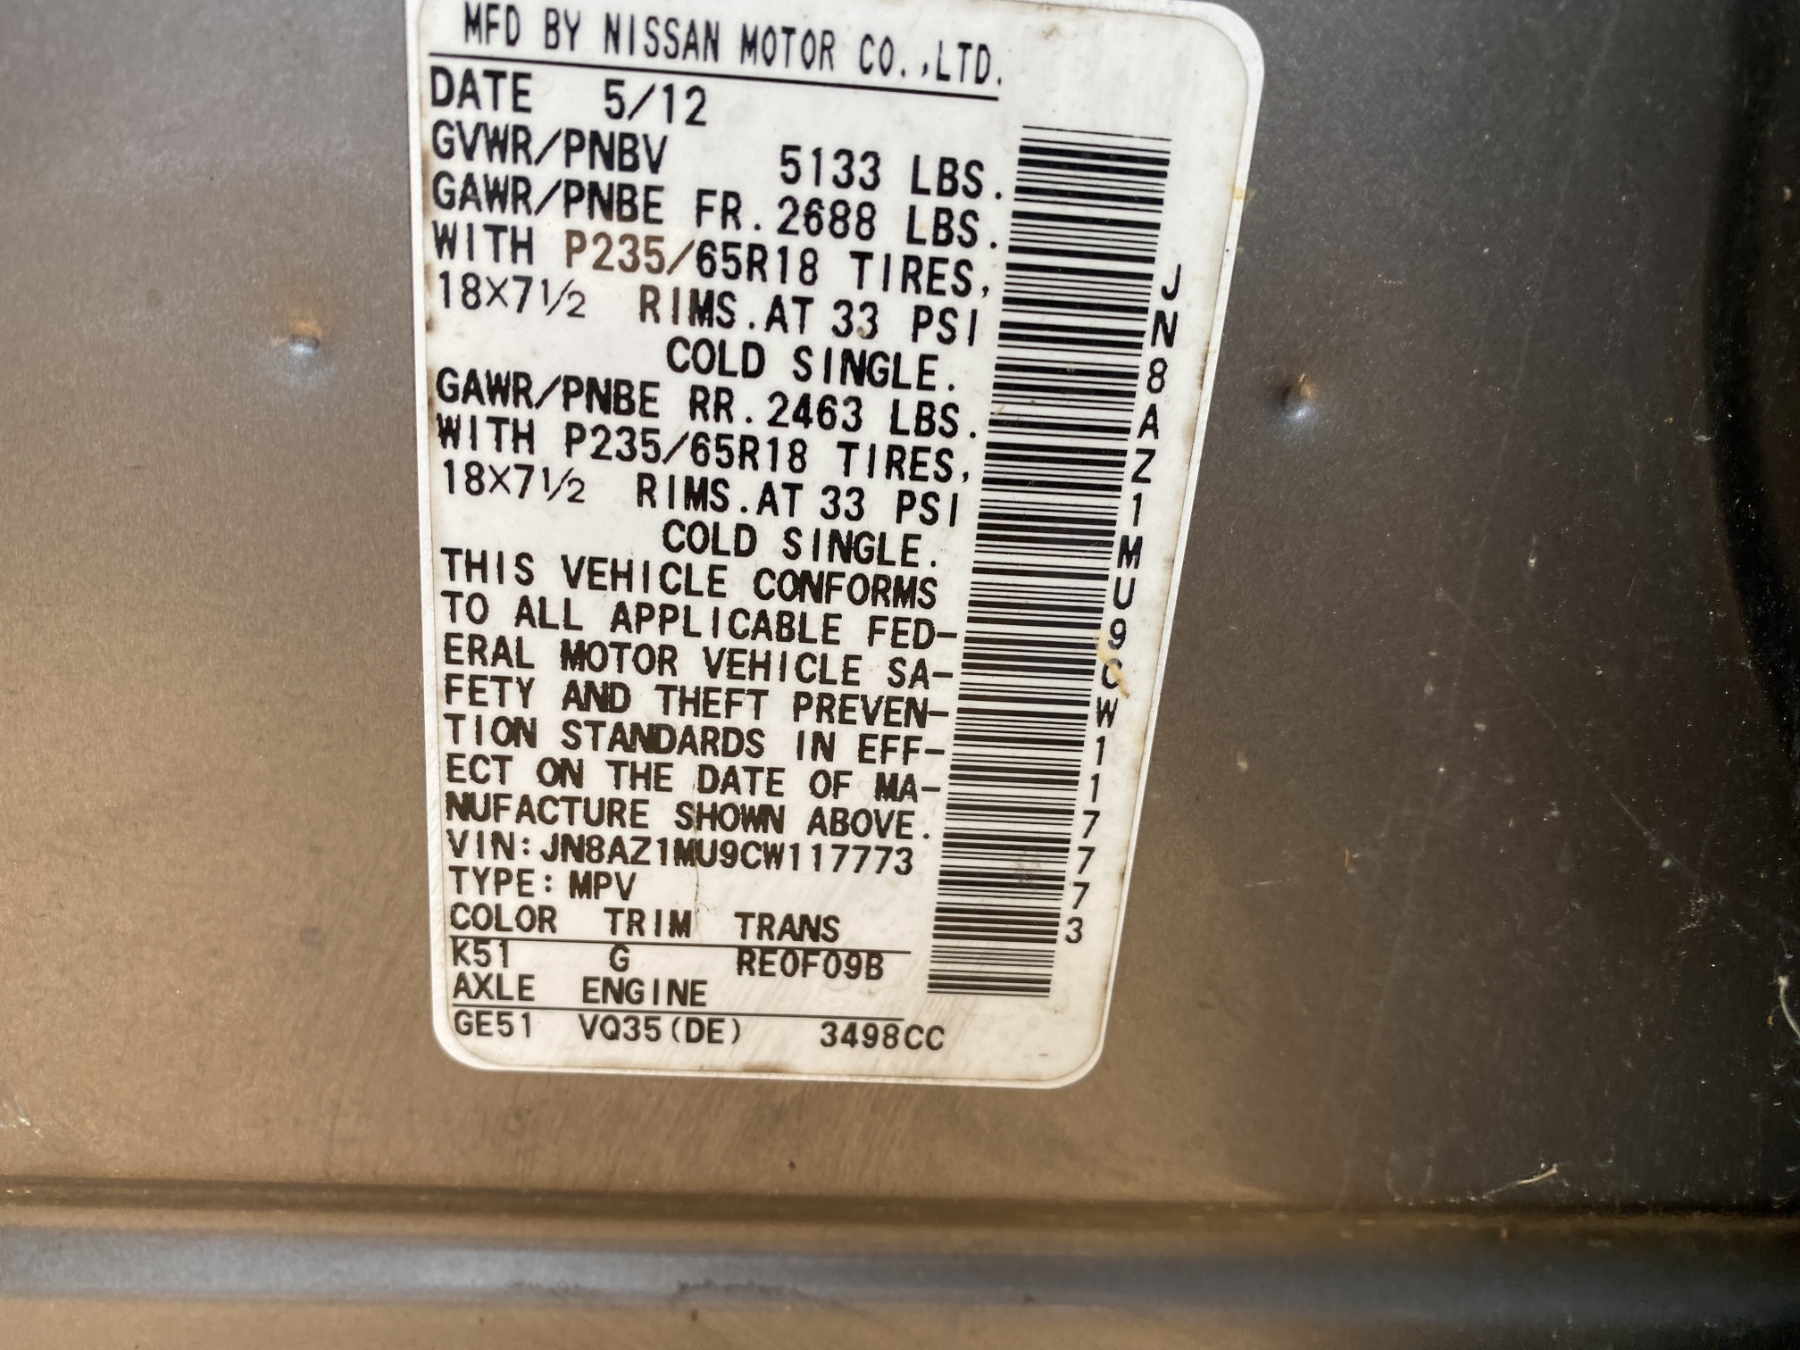 MFD BY NISSAN MOTOR CO.,LTD.
DATE 5/12
GVWR/PNBV 5133 LBS.
GAWR/PNBE FR. 2688 LBS.
WITH P235/65R18 TIRES,
18X7½ RIMS.AT 33 PSI
COLD SINGLE.
GAWR/PNBE RR. 2463 LBS.
WITH P235/65R18 TIRES,
18X7½ RIMS.AT 33 PSI
COLD SINGLE.
THIS VEHICLE CONFORMS
TO ALL APPLICABLE FED-
ERAL MOTOR VEHICLE SA-
FETY AND THEFT PREVEN-
TION STANDARDS IN EFF-
ECT ON THE DATE OF MA-
NUFACTURE SHOWN ABOVE.
VIN: JN8AZ1MU9CW117773
TYPE: MPV
COLOR TRIM TRANS
K51 G RE0F09B
AXLE ENGINE
GE51 VQ35(DE) 3498CC
JN8AZ1MU9CW117773